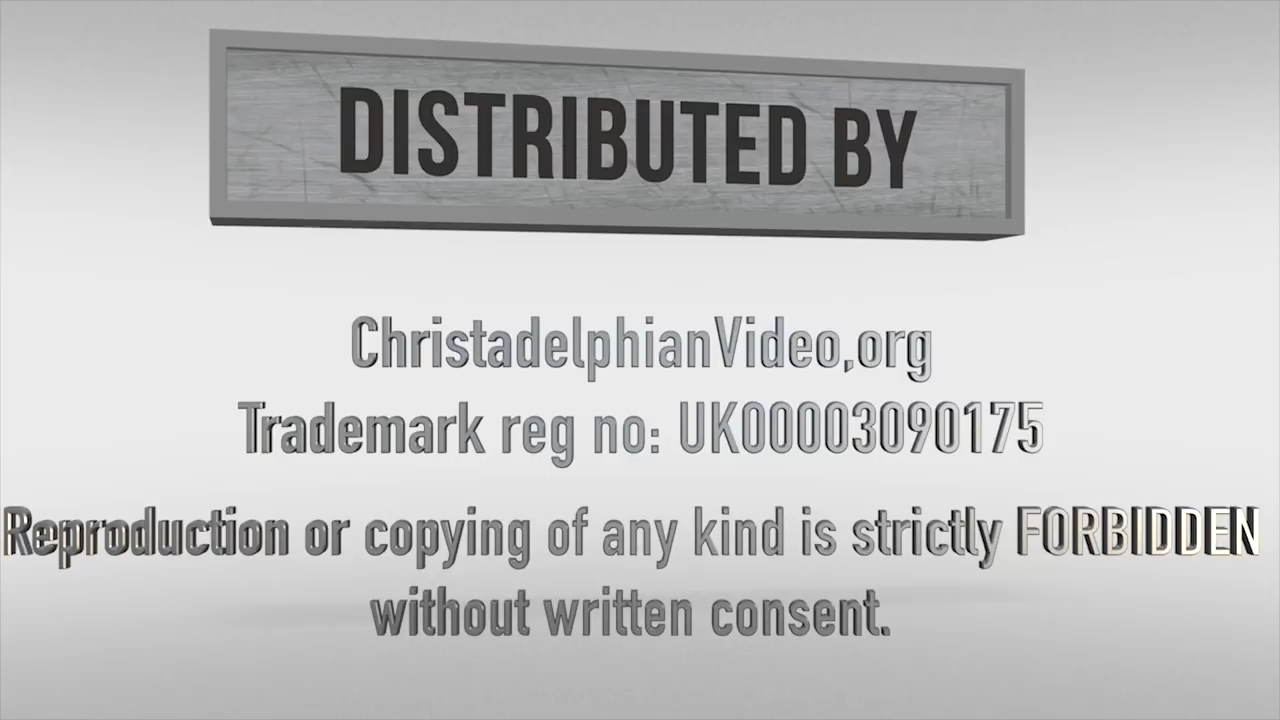 DISTRIBUTED BY
ChristadelphianVideo,org
Trademark reg no: UK00003090175
Reproduction or copying of any kind is strictly FORBIDDEN
without written consent.